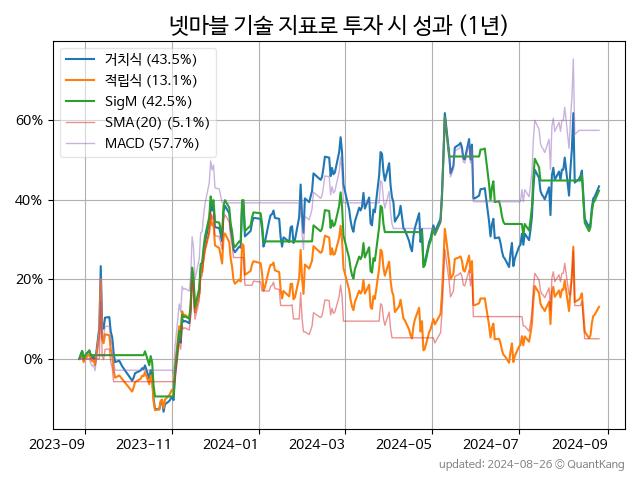 넷마블 기술 지표로 투자 시 성과 (1년)
거치식 (43.5%)
적립식 (13.1%)
SigM (42.5%)
SMA(20) (5.1%)
MACD (57.7%)
60%
40%
20%
0%
2023-09 2023-11 2024-01 2024-03 2024-05 2024-07 2024-09
updated: 2024-08-26 © QuantKang